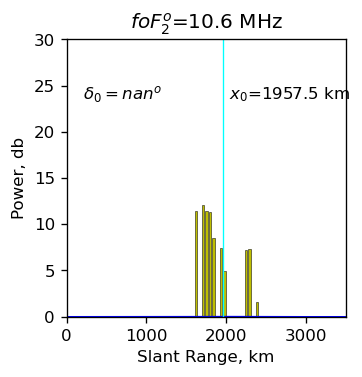 foF₂ᵒ=10.6 MHz
30
25
δ₀ = nanᵒ
x₀=1957.5 km
20
15
10
5
0
Power, db
0 1000 2000 3000
Slant Range, km